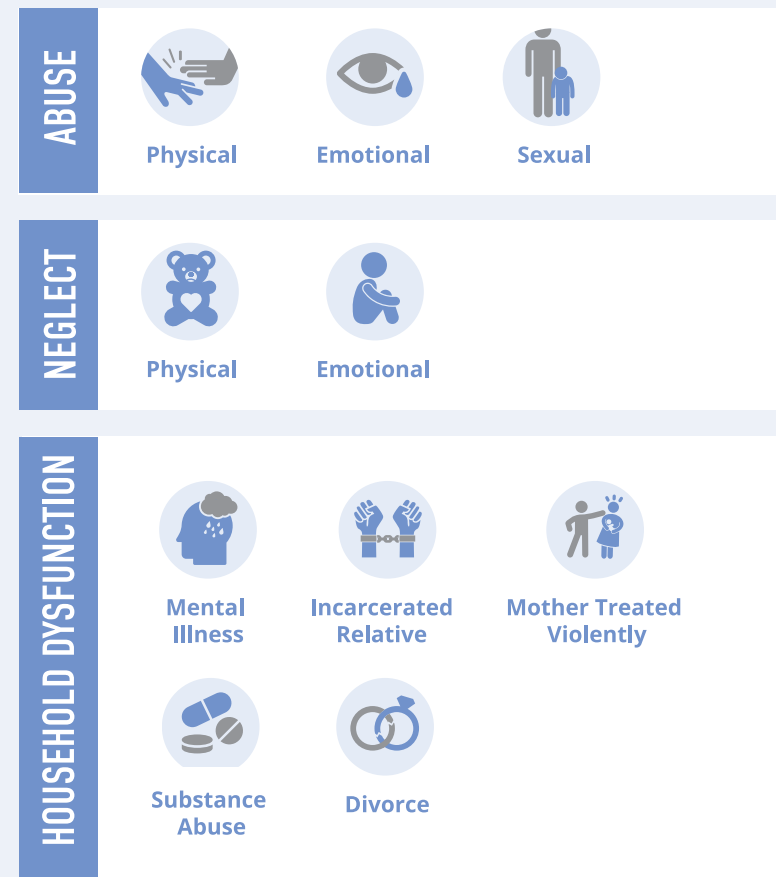 ABUSE
Physical
Emotional
Sexual
NEGLECT
Physical
Emotional
HOUSEHOLD DYSFUNCTION
Mental
Illness
Incarcerated
Relative
Mother Treated
Violently
Substance
Abuse
Divorce